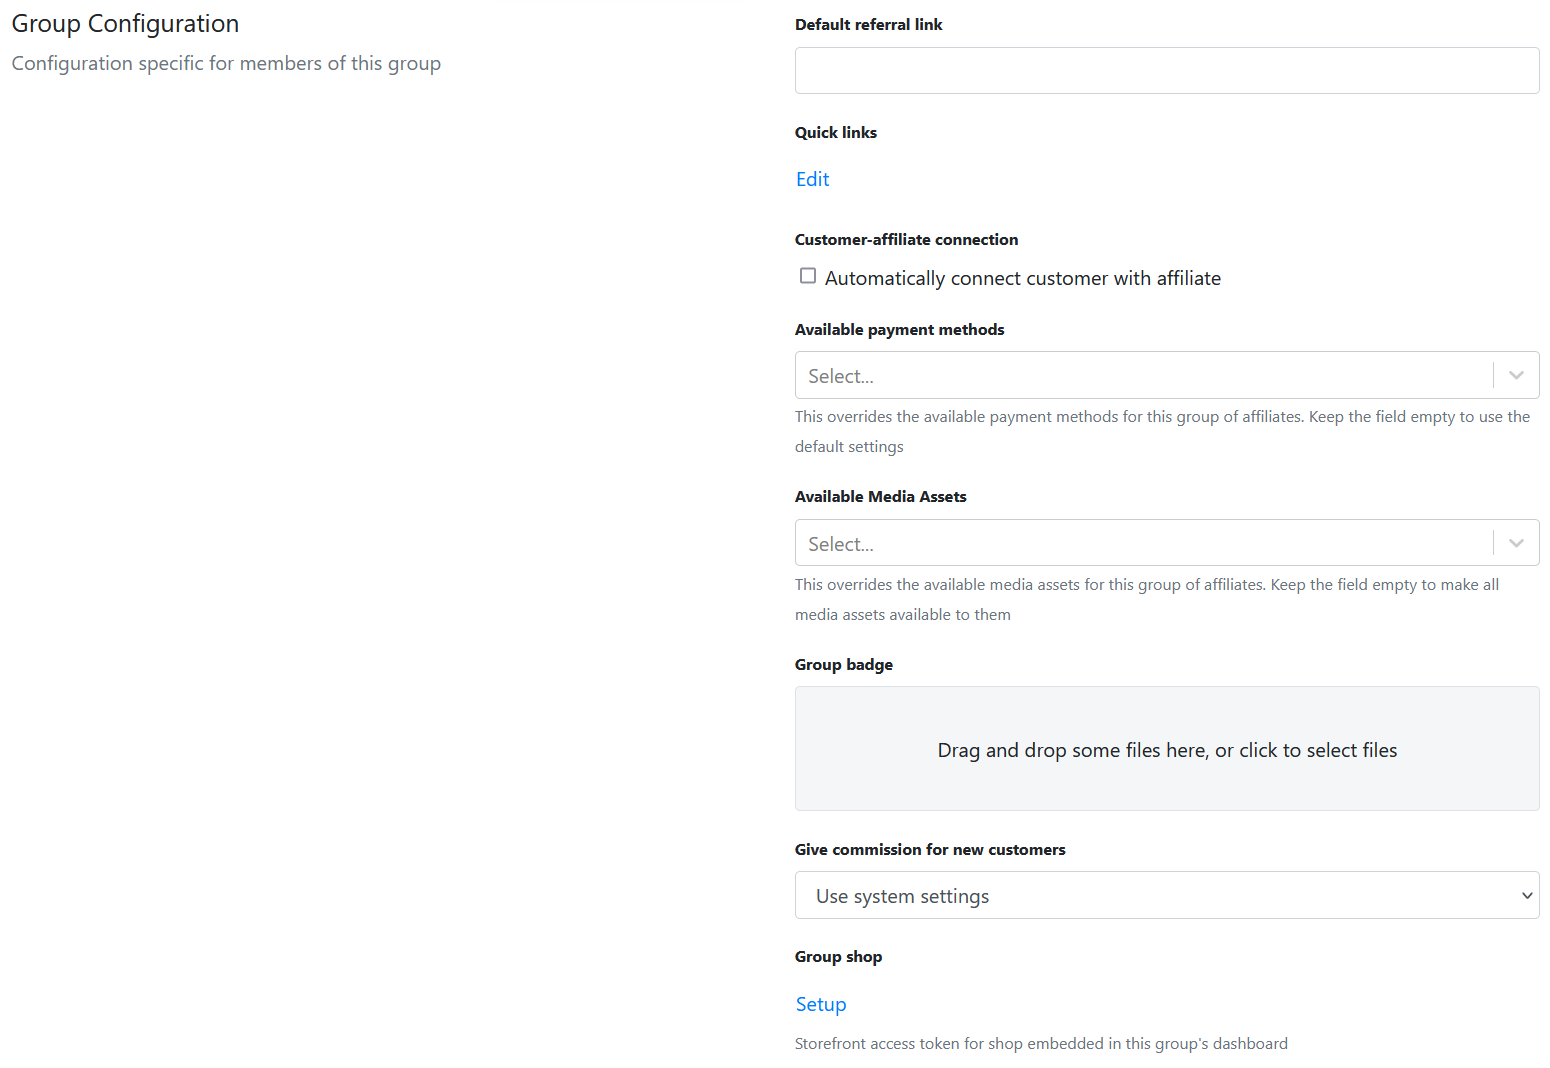 Group Configuration
Configuration specific for members of this group
Default referral link
Quick links
Edit
Customer-affiliate connection
Automatically connect customer with affiliate
Available payment methods
Select...
This overrides the available payment methods for this group of affiliates. Keep the field empty to use the
default settings
Available Media Assets
Select...
This overrides the available media assets for this group of affiliates. Keep the field empty to make all
media assets available to them
Group badge
Drag and drop some files here, or click to select files
Give commission for new customers
Use system settings
Group shop
Setup
Storefront access token for shop embedded in this group's dashboard